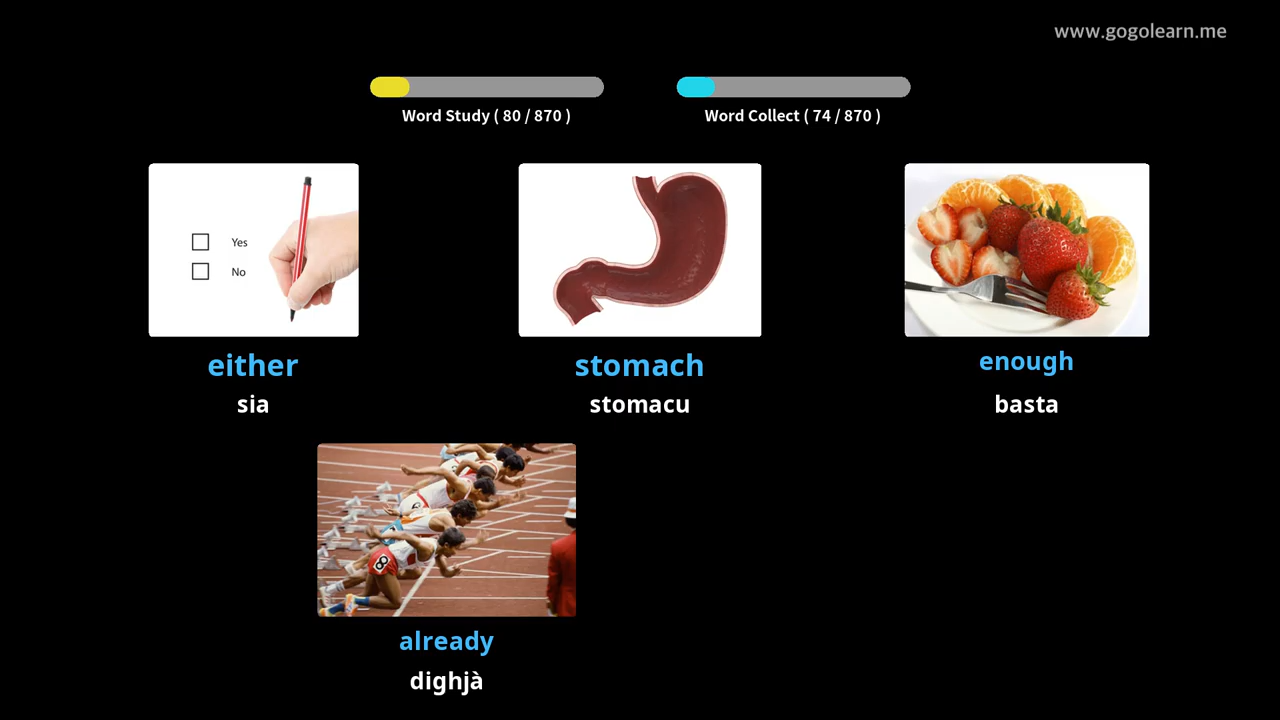 www.gogolearn.me
Word Study ( 80 / 870 )
Word Collect ( 74 / 870 )
Yes
No
either
sia
stomach
stomacu
enough
basta
8
already
dighjà